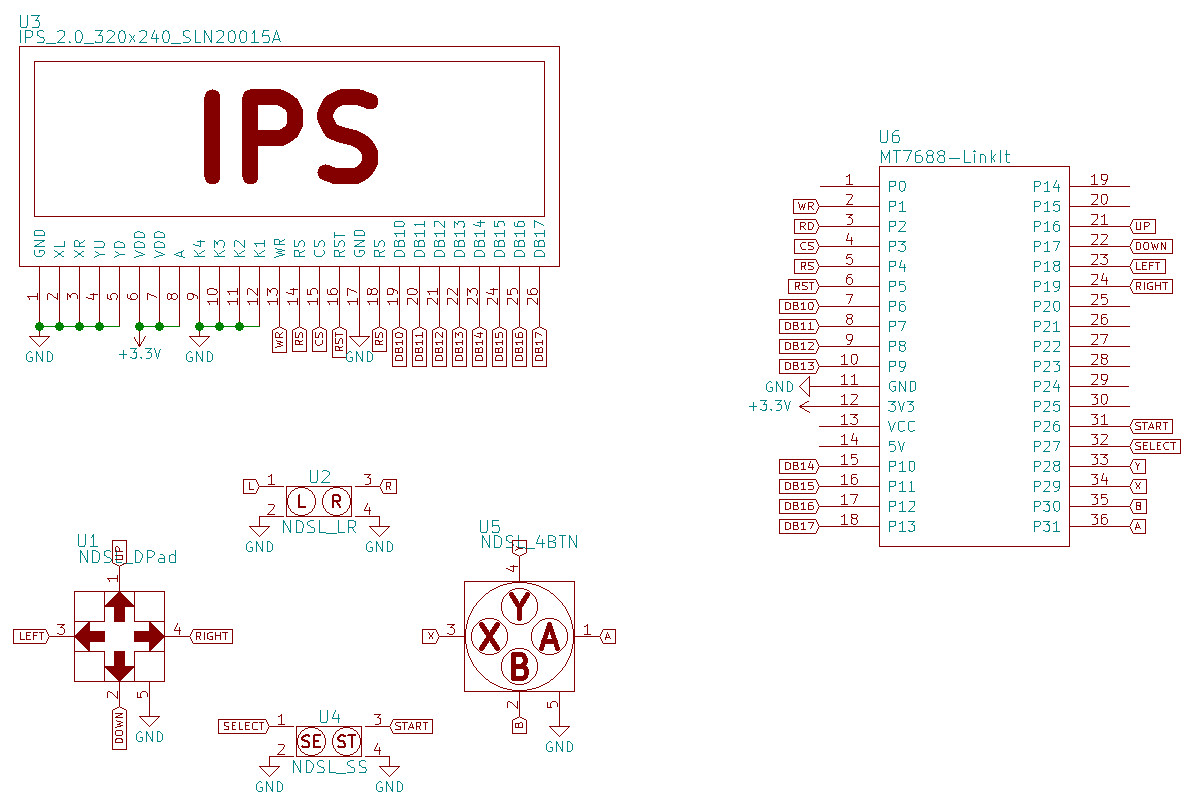 U3
IPS_2.0_320x240_SLN20015A
IPS
GND XL XR YU YD VDD VDD A K4 K3 K2 K1 WR RS CS RST GND RS DB10 DB11 DB12 DB13 DB14 DB15 DB16 DB17
1 2 3 4 5 6 7 8 9 10 11 12 13 14 15 16 17 18 19 20 21 22 23 24 25 26
WR RS CS RST RS DB10 DB11 DB12 DB13 DB14 DB15 DB16 DB17
GND +3.3V GND GND
U6
MT7688-LinkIt
1 P0 P14 19
WR 2 P1 P15 20
RD 3 P2 P16 21 UP
CS 4 P3 P17 22 DOWN
RS 5 P4 P18 23 LEFT
RST 6 P5 P19 24 RIGHT
DB10 7 P6 P20 25
DB11 8 P7 P21 26
DB12 9 P8 P22 27
DB13 10 P9 P23 28
GND 11 GND P24 29
+3.3V 12 3V3 P25 30
13 VCC P26 31 START
14 5V P27 32 SELECT
DB14 15 P10 P28 33 Y
DB15 16 P11 P29 34 X
DB16 17 P12 P30 35 B
DB17 18 P13 P31 36 A
U2
L 1 L R 3 R
2 NDSL_LR 4
GND GND
U1
NDSL_DPad
UP
1
LEFT 3 4 RIGHT
2 5
DOWN GND
U5
NDSL_4BTN
Y
4
Y
X 3 X A 1 A
B
2 5
B GND
U4
SELECT 1 SE ST 3 START
2 NDSL_SS 4
GND GND